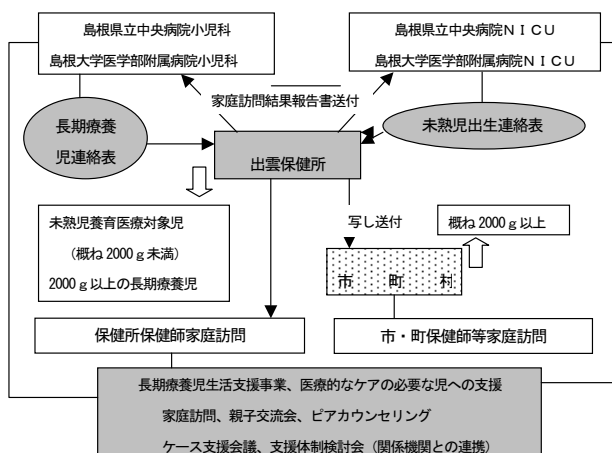 島根県立中央病院小児科
島根大学医学部附属病院小児科
島根県立中央病院ＮＩＣＵ
島根大学医学部附属病院ＮＩＣＵ
家庭訪問結果報告書送付
長期療養
児連絡表
未熟児出生連絡表
出雲保健所
未熟児養育医療対象児
（概ね 2000ｇ未満）
2000ｇ以上の長期療養児
写し送付
概ね 2000ｇ以上
市　町　村
保健所保健師家庭訪問
市・町保健師等家庭訪問
長期療養児生活支援事業、医療的なケアの必要な児への支援
家庭訪問、親子交流会、ピアカウンセリング
ケース支援会議、支援体制検討会（関係機関との連携）